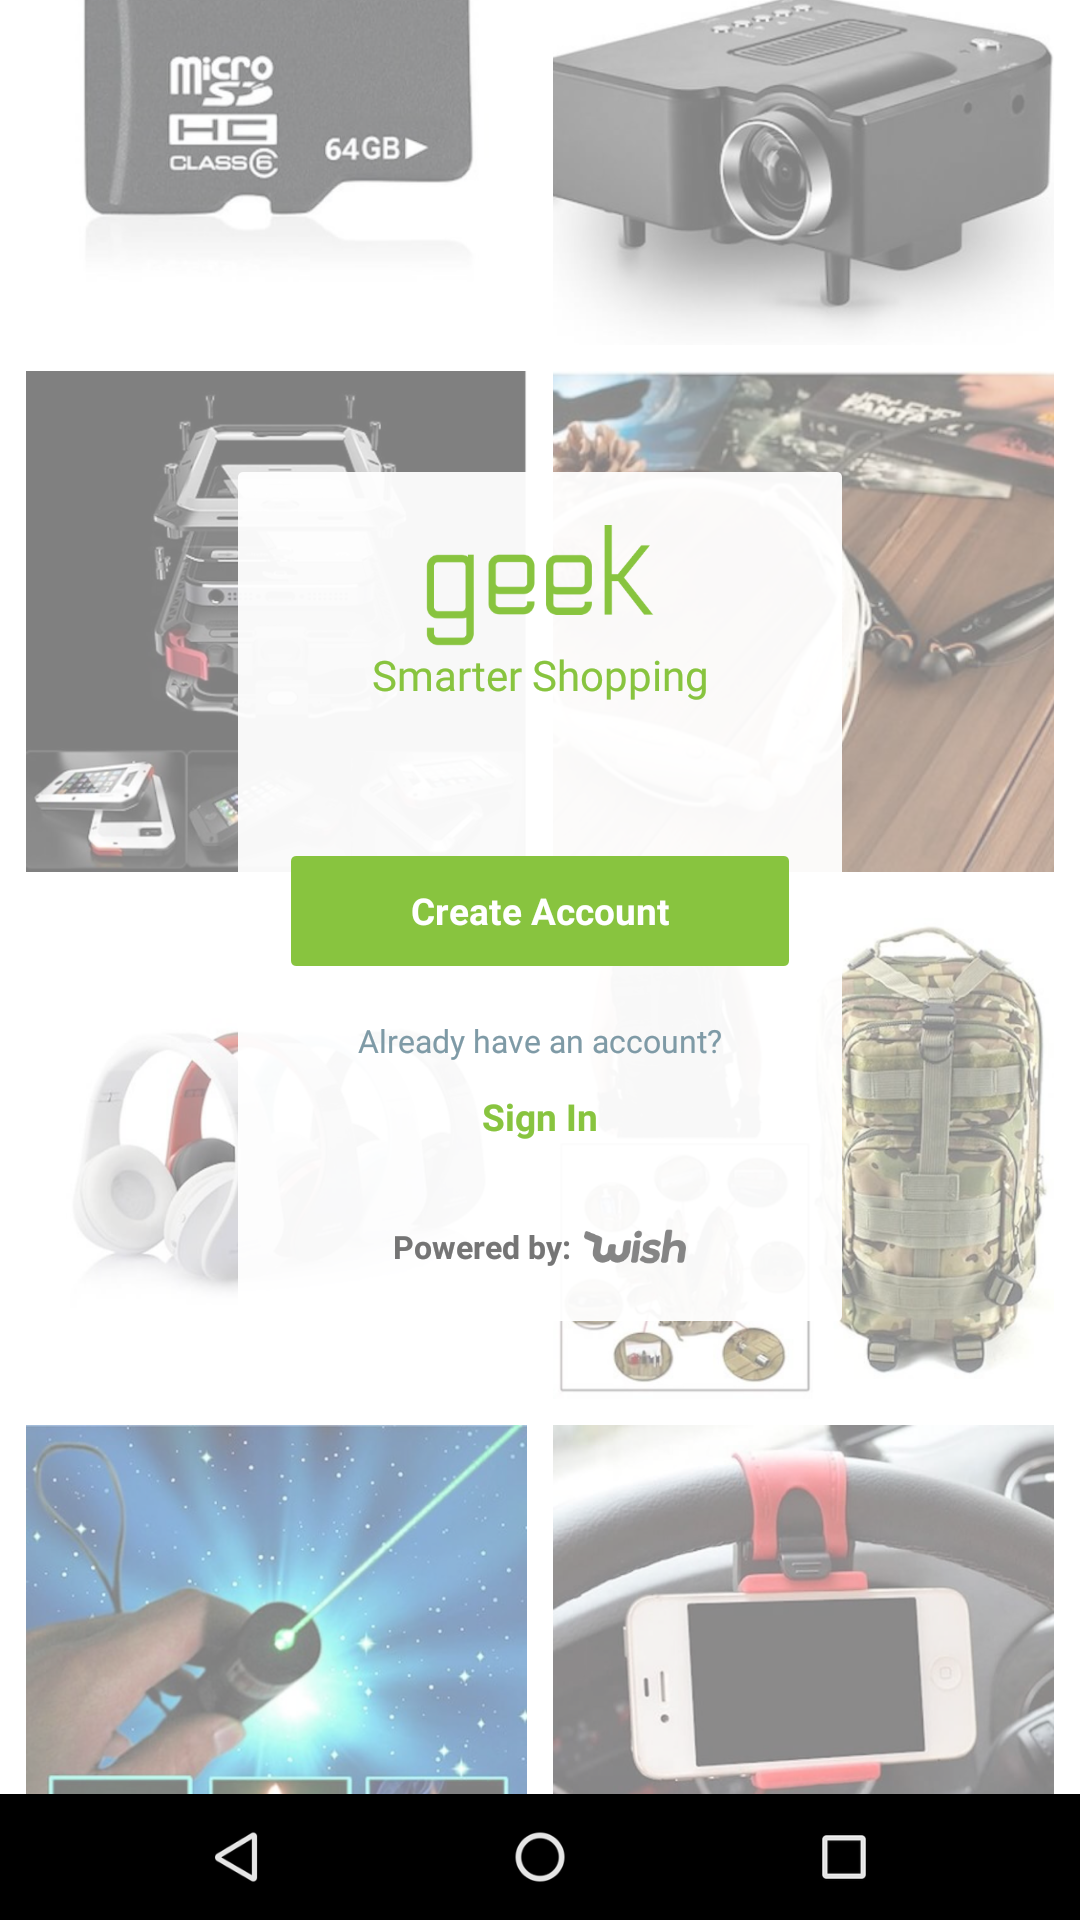 micro
SD
HC
CLASS 6
64GB
geek
Smarter Shopping
Create Account
Already have an account?
Sign In
Powered by: wish